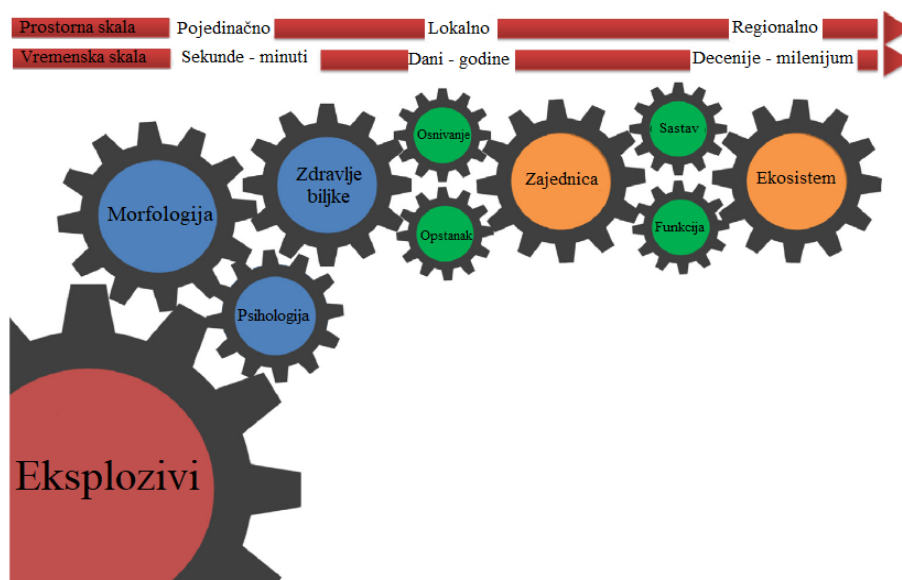 Prostorna skala Pojedinačno Lokalno Regionalno
Vremenska skala Sekunde - minuti Dani - godine Decenije - milenijum
Osnivanje
Sastav
Zdravlje
biljke
Zajednica
Ekosistem
Morfologija
Opstanak
Funkcija
Psihologija
Eksplozivi